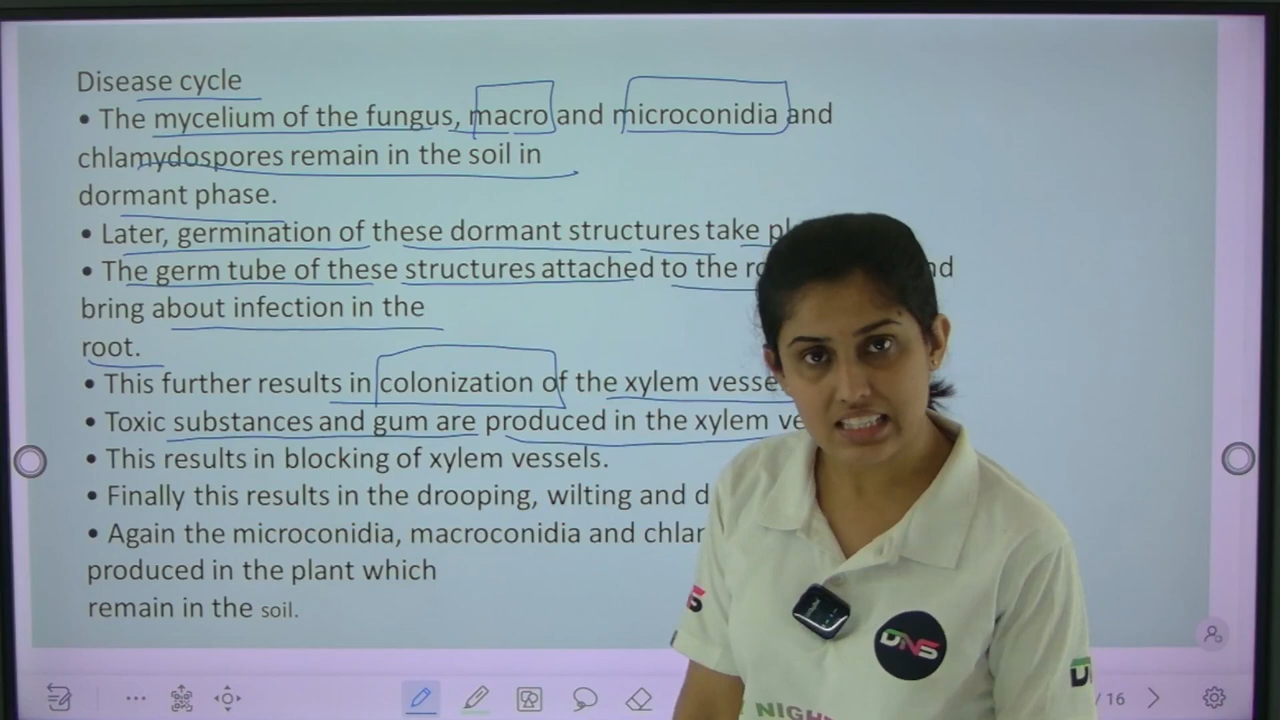 Disease cycle
• The mycelium of the fungus, macro and microconidia and
chlamydospores remain in the soil in
dormant phase.
• Later, germination of these dormant structures take
• The germ tube of these structures attached to the
bring about infection in the
root.
• This further results in colonization of the xylem
• Toxic substances and gum are produced in the xylem
• This results in blocking of xylem vessels.
• Finally this results in the drooping, wilting and
• Again the microconidia, macroconidia and
produced in the plant which
remain in the soil.
DNS
/ 16